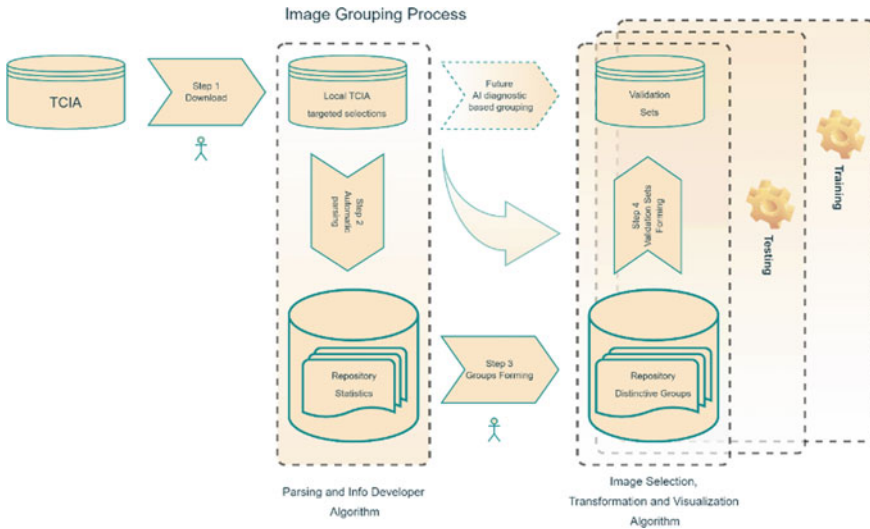 Image Grouping Process
TCIA
Step 1
Download
Local TCIA
targeted selections
Future
AI diagnostic
based grouping
Validation
Sets
Step 2
Automatic
parsing
Step 4
Validation Sets
Forming
Testing
Training
Repository
Statistics
Step 3
Groups Forming
Repository
Distinctive Groups
Parsing and Info Developer
Algorithm
Image Selection,
Transformation and Visualization
Algorithm